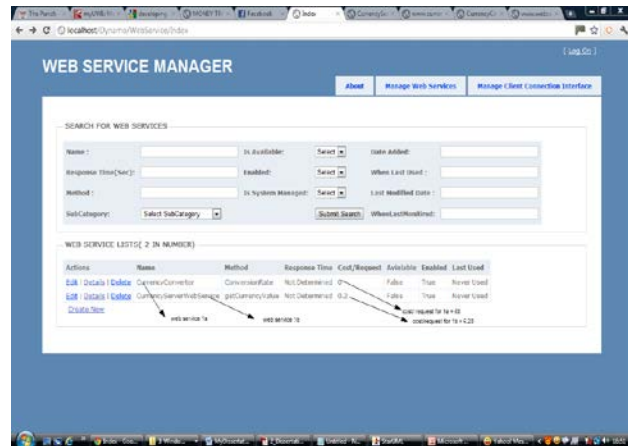 localhost/Dynamo/WebService/Index
[ Log On ]
WEB SERVICE MANAGER
About Manage Web Services Manage Client Connection Interface
SEARCH FOR WEB SERVICES
Name : Is Available: Select Date Added:
Response Time(Sec): Enabled: Select When Last Used :
Method : Is System Managed: Select Last Modified Date :
SubCategory: Select SubCategory Submit Search WhenLastMonitired:
WEB SERVICE LISTS( 2 IN NUMBER)
Actions Name Method Response Time Cost/Request Avialable Enabled Last Used
Edit | Details | Delete CurrencyConvertor ConversionRate Not Determined 0 False True Never Used
Edit | Details | Delete CurrencyServerWebService getCurrencyValue Not Determined 0.2 False True Never Used
Create New
cost/request for 1a =
web service 1a web service 1b cost/request for 1b =